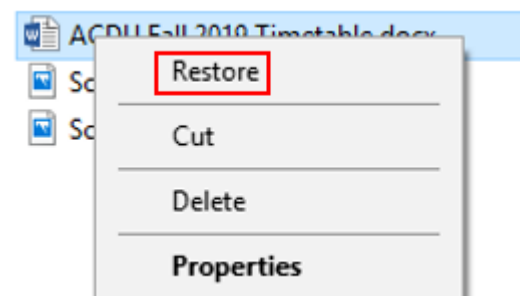 ACDU Fall 2019 Timetable.docx
Sc
Restore
Sc
Cut
Delete
Properties